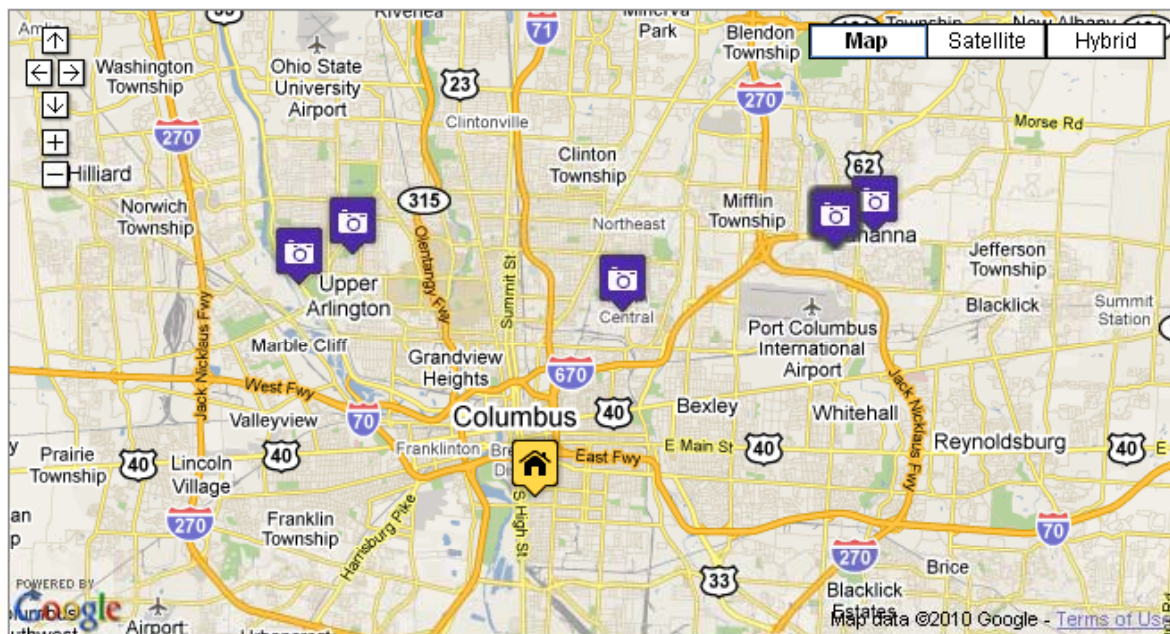 33
Riverlea
71
Minerva
Park
Blendon
Township
Township
New Albany
Map
Satellite
Hybrid
Washington
Township
Ohio State
University
Airport
23
270
Morse Rd
Clintonville
270
Clinton
Township
62
Hilliard
Norwich
Township
315
Northeast
Mifflin
Township
Olentangy Fwy
Jefferson
Township
Upper
Arlington
Summit St
Central
Blacklick
Summit
Station
Port Columbus
International
Airport
Marble Cliff
Grandview
Heights
670
Jack Nicklaus Fwy
West Fwy
Jack Nicklaus Fwy
Valleyview
70
Columbus
40
Bexley
Whitehall
Reynoldsburg
Prairie
Township
40
Lincoln
Village
40
Franklinton
East Fwy
E Main St
40
40
E
270
Franklin
Township
Harrisburg Pike
S High St
70
270
Brice
33
Blacklick
Estates
POWERED BY
Google
Airport
Map data ©2010 Google - Terms of Us